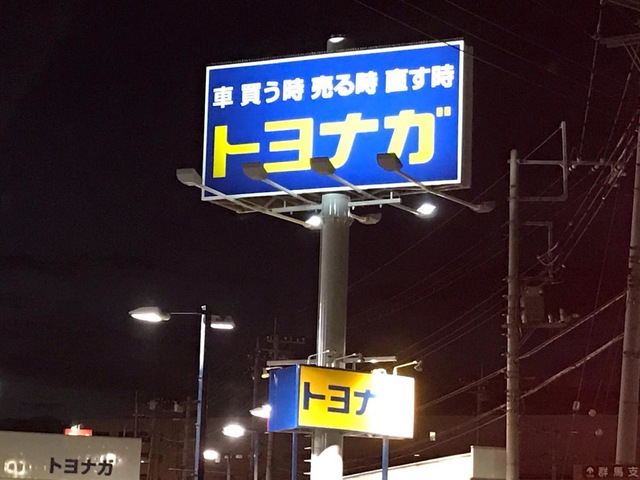 車 買う時 売る時 直す時
トヨナガ
トヨナ
トヨナガ
群馬支